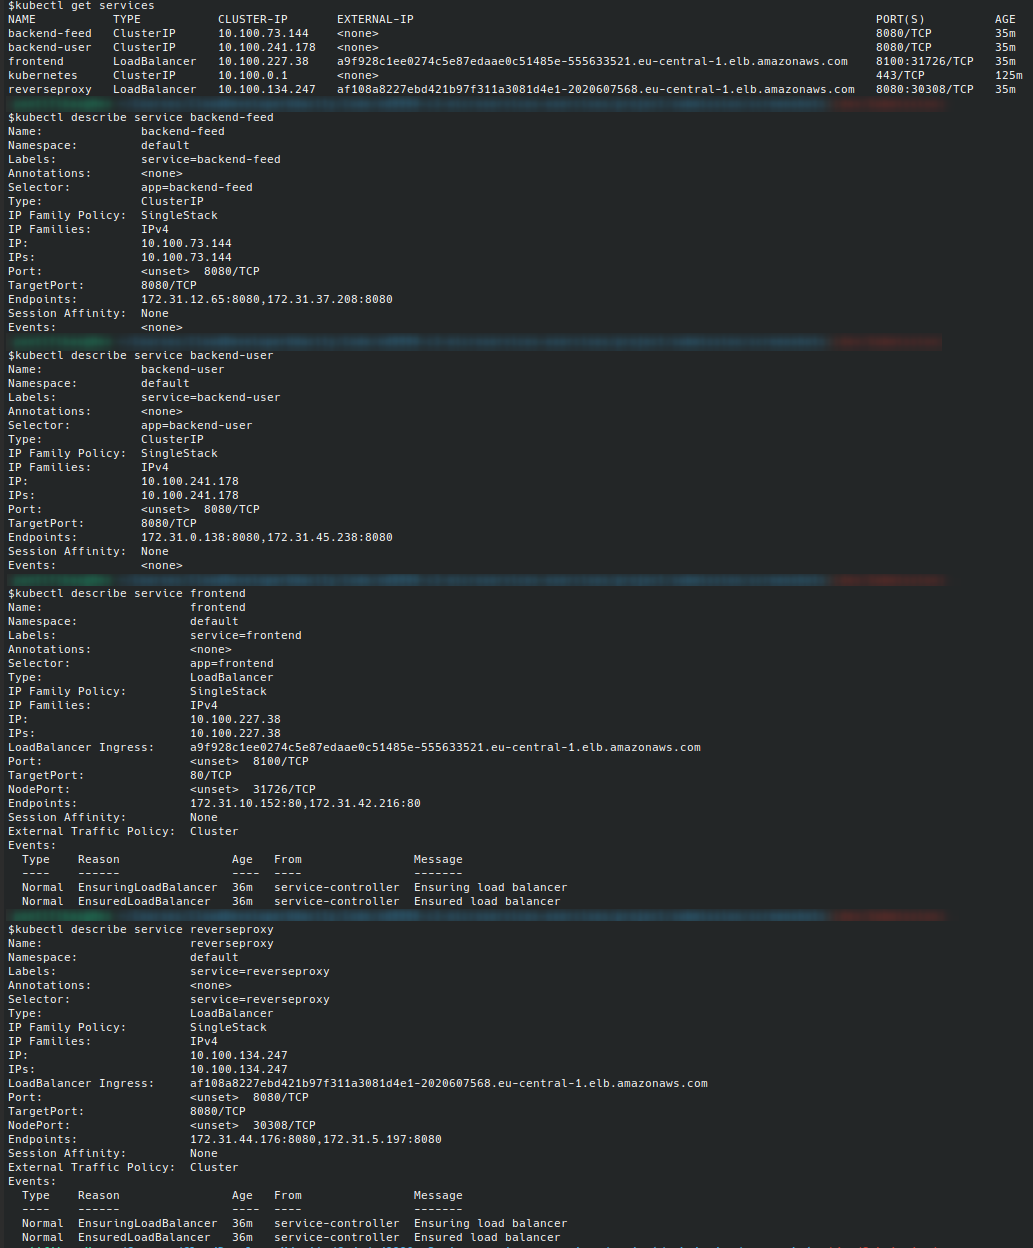 $kubectl get services
NAME           TYPE           CLUSTER-IP       EXTERNAL-IP                                                                  PORT(S)          AGE
backend-feed   ClusterIP      10.100.73.144    <none>                                                                       8080/TCP         35m
backend-user   ClusterIP      10.100.241.178   <none>                                                                       8080/TCP         35m
frontend       LoadBalancer   10.100.227.38    a9f928c1ee0274c5e87edaae0c51485e-555633521.eu-central-1.elb.amazonaws.com    8100:31726/TCP   35m
kubernetes     ClusterIP      10.100.0.1       <none>                                                                       443/TCP          125m
reverseproxy   LoadBalancer   10.100.134.247   af108a8227ebd421b97f311a3081d4e1-2020607568.eu-central-1.elb.amazonaws.com   8080:30308/TCP   35m
$kubectl describe service backend-feed
Name:              backend-feed
Namespace:         default
Labels:            service=backend-feed
Annotations:       <none>
Selector:          app=backend-feed
Type:              ClusterIP
IP Family Policy:  SingleStack
IP Families:       IPv4
IP:                10.100.73.144
IPs:               10.100.73.144
Port:              <unset>  8080/TCP
TargetPort:        8080/TCP
Endpoints:         172.31.12.65:8080,172.31.37.208:8080
Session Affinity:  None
Events:            <none>
$kubectl describe service backend-user
Name:              backend-user
Namespace:         default
Labels:            service=backend-user
Annotations:       <none>
Selector:          app=backend-user
Type:              ClusterIP
IP Family Policy:  SingleStack
IP Families:       IPv4
IP:                10.100.241.178
IPs:               10.100.241.178
Port:              <unset>  8080/TCP
TargetPort:        8080/TCP
Endpoints:         172.31.0.138:8080,172.31.45.238:8080
Session Affinity:  None
Events:            <none>
$kubectl describe service frontend
Name:                     frontend
Namespace:                default
Labels:                   service=frontend
Annotations:              <none>
Selector:                 app=frontend
Type:                     LoadBalancer
IP Family Policy:         SingleStack
IP Families:              IPv4
IP:                       10.100.227.38
IPs:                      10.100.227.38
LoadBalancer Ingress:     a9f928c1ee0274c5e87edaae0c51485e-555633521.eu-central-1.elb.amazonaws.com
Port:                     <unset>  8100/TCP
TargetPort:               80/TCP
NodePort:                 <unset>  31726/TCP
Endpoints:                172.31.10.152:80,172.31.42.216:80
Session Affinity:         None
External Traffic Policy:  Cluster
Events:
  Type    Reason                Age   From                Message
  ----    ------                ----  ----                -------
  Normal  EnsuringLoadBalancer  36m   service-controller  Ensuring load balancer
  Normal  EnsuredLoadBalancer   36m   service-controller  Ensured load balancer
$kubectl describe service reverseproxy
Name:                     reverseproxy
Namespace:                default
Labels:                   service=reverseproxy
Annotations:              <none>
Selector:                 service=reverseproxy
Type:                     LoadBalancer
IP Family Policy:         SingleStack
IP Families:              IPv4
IP:                       10.100.134.247
IPs:                      10.100.134.247
LoadBalancer Ingress:     af108a8227ebd421b97f311a3081d4e1-2020607568.eu-central-1.elb.amazonaws.com
Port:                     <unset>  8080/TCP
TargetPort:               8080/TCP
NodePort:                 <unset>  30308/TCP
Endpoints:                172.31.44.176:8080,172.31.5.197:8080
Session Affinity:         None
External Traffic Policy:  Cluster
Events:
  Type    Reason                Age   From                Message
  ----    ------                ----  ----                -------
  Normal  EnsuringLoadBalancer  36m   service-controller  Ensuring load balancer
  Normal  EnsuredLoadBalancer   36m   service-controller  Ensured load balancer